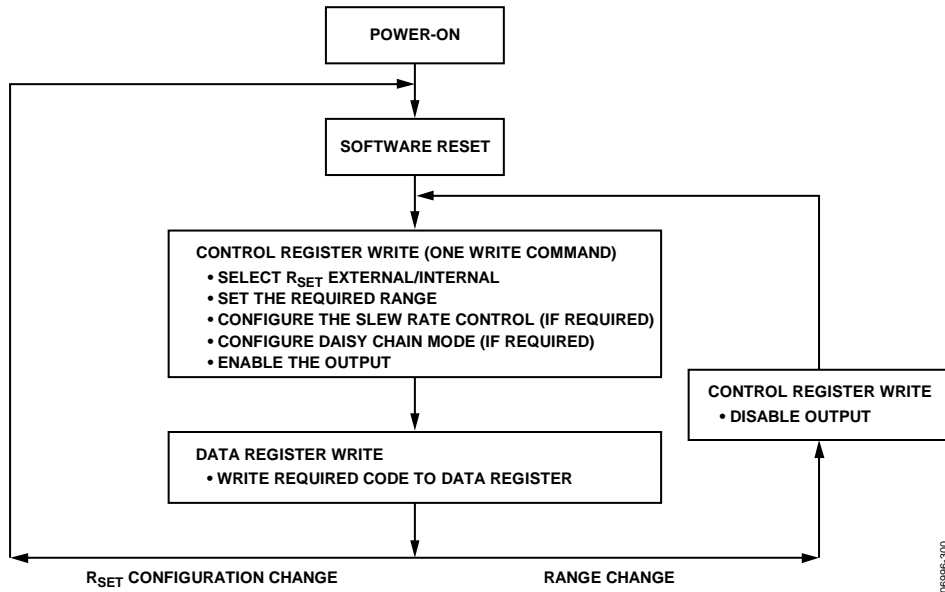 POWER-ON
SOFTWARE RESET
CONTROL REGISTER WRITE (ONE WRITE COMMAND)
• SELECT RSET EXTERNAL/INTERNAL
• SET THE REQUIRED RANGE
• CONFIGURE THE SLEW RATE CONTROL (IF REQUIRED)
• CONFIGURE DAISY CHAIN MODE (IF REQUIRED)
• ENABLE THE OUTPUT
CONTROL REGISTER WRITE
• DISABLE OUTPUT
DATA REGISTER WRITE
• WRITE REQUIRED CODE TO DATA REGISTER
RSET CONFIGURATION CHANGE
RANGE CHANGE
06996-300